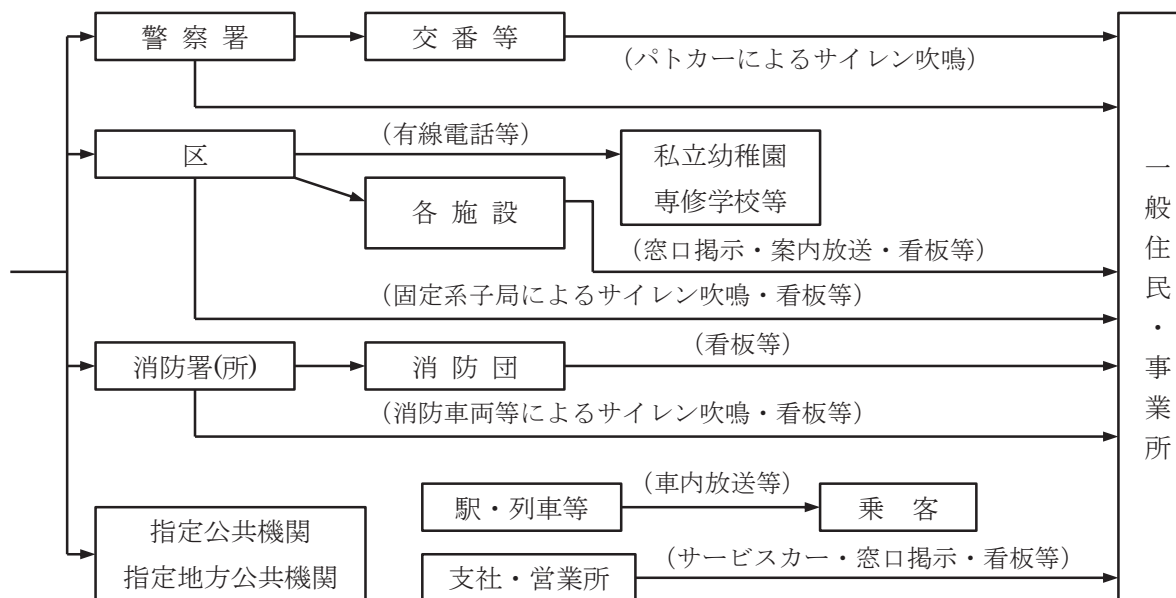 警察署
交番等
(パトカーによるサイレン吹鳴)
区
(有線電話等)
私立幼稚園
専修学校等
各施設
(窓口掲示・案内放送・看板等)
(固定系子局によるサイレン吹鳴・看板等)
消防署(所)
消防団
(看板等)
(消防車両等によるサイレン吹鳴・看板等)
指定公共機関
指定地方公共機関
駅・列車等
(車内放送等)
乗客
支社・営業所
(サービスカー・窓口掲示・看板等)
一般住民・事業所